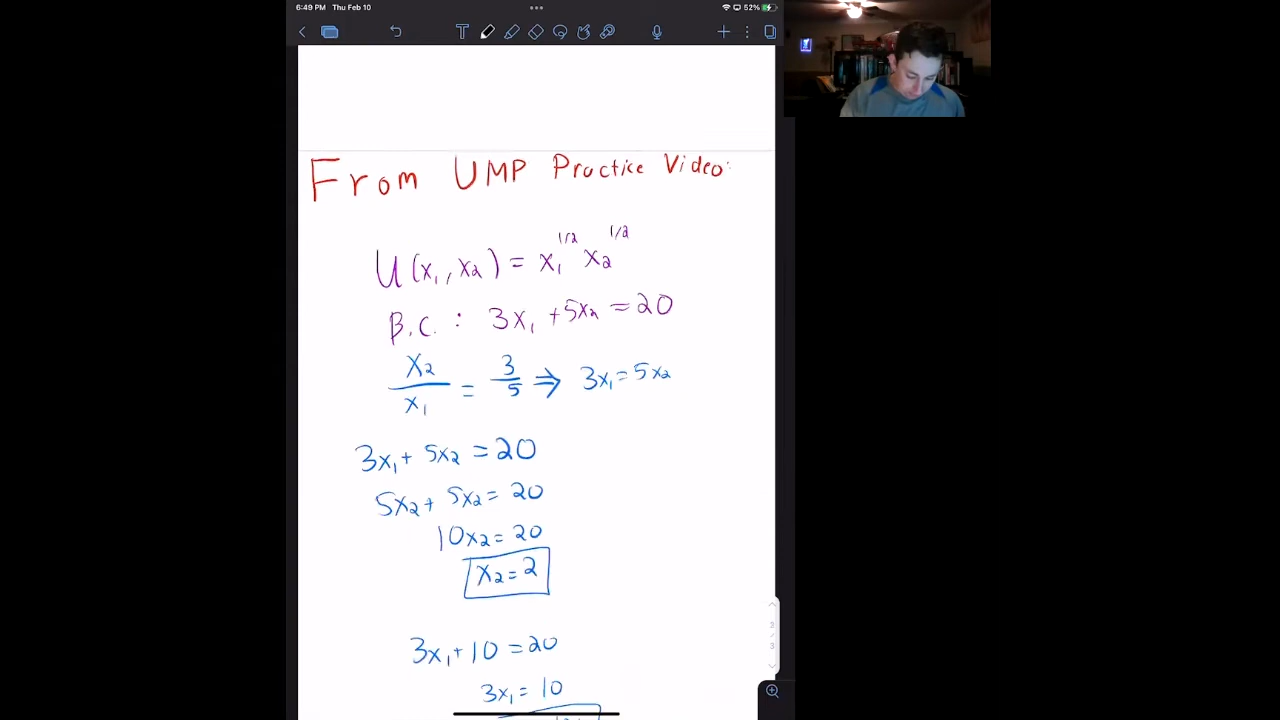 6:49 PM Thu Feb 10
52%
From UMP Practice Video:
U(x₁, x₂) = x₁^1/2 x₂^1/2
B.C. : 3x₁ + 5x₂ = 20
x₂/x₁ = 3/5 ⇒ 3x₁ = 5x₂
3x₁ + 5x₂ = 20
5x₂ + 5x₂ = 20
10x₂ = 20
x₂ = 2
3x₁ + 10 = 20
3x₁ = 10